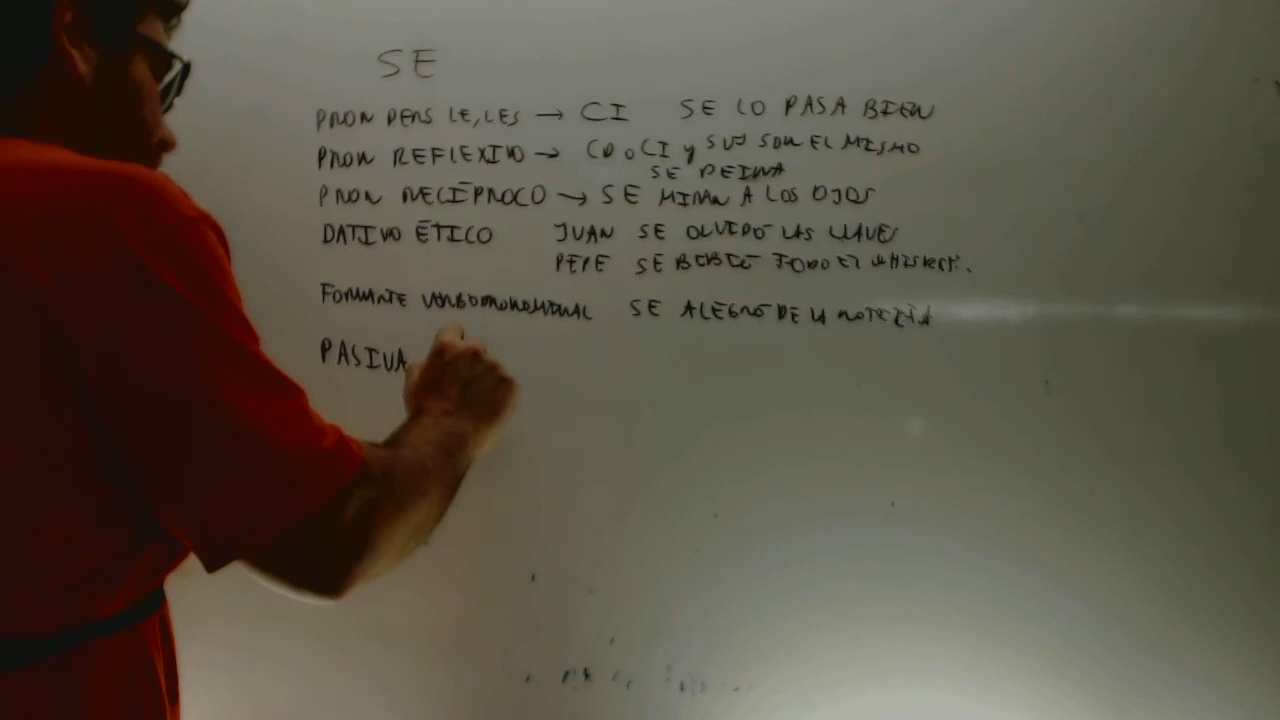 SE
PRON PERS LE, LES → CI SE LO PASA BIEN
PRON REFLEXIVO → CD o CI y SUJ SON EL MISMO
SE PEINA
PRON RECÍPROCO → SE MIRAN A LOS OJOS
DATIVO ÉTICO JUAN SE OLVIDÓ LAS LLAVES
PEPE SE BEBIÓ TODO EL
FORMANTE SE ALEGRÓ DE LA NOTICIA
PASIVA